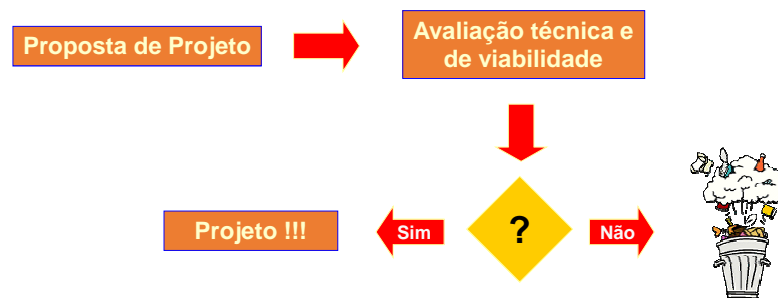 Proposta de Projeto
Avaliação técnica e
de viabilidade
Projeto !!!
Sim
?
Não